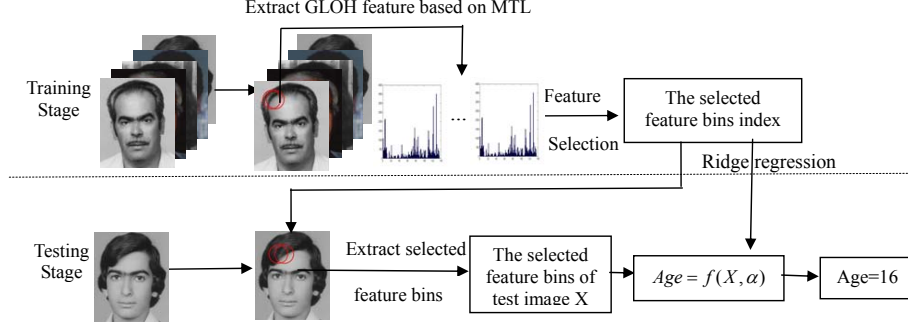 Extract GLOH feature based on MTL
Training
Stage
...
Feature
Selection
The selected
feature bins index
Ridge regression
Testing
Stage
Extract selected
feature bins
The selected
feature bins of
test image X
Age = f(X, α)
Age=16